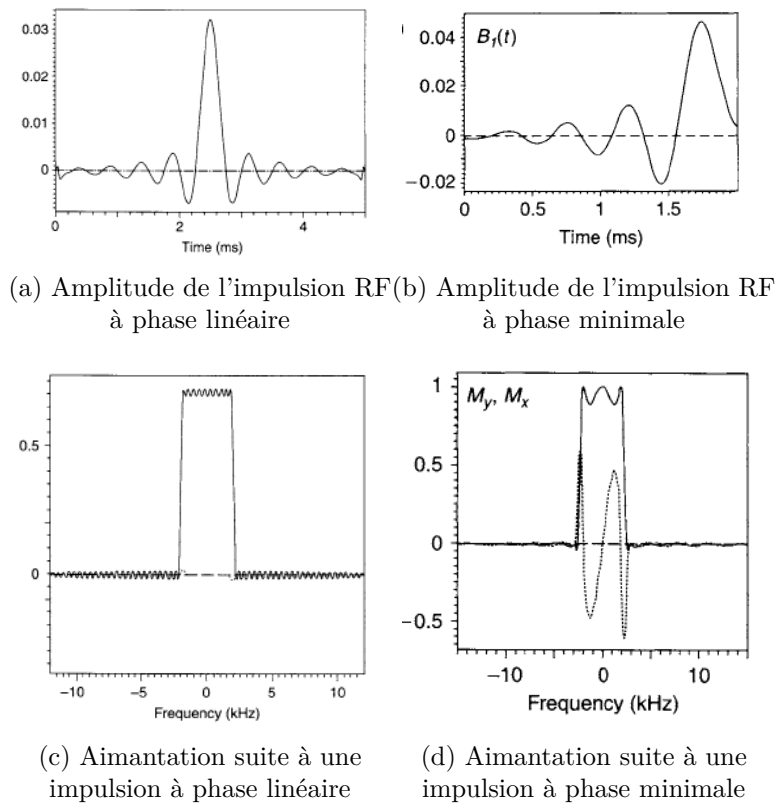 0.03
0.02
0.01
0
0
2
4
Time (ms)
0.04
0.02
0
−0.02
B₁(t)
0
0.5
1
1.5
Time (ms)
(a) Amplitude de l'impulsion RF
à phase linéaire
(b) Amplitude de l'impulsion RF
à phase minimale
0.5
0
−10
−5
0
5
10
Frequency (kHz)
1
0.5
0
−0.5
My, Mx
−10
0
10
Frequency (kHz)
(c) Aimantation suite à une
impulsion à phase linéaire
(d) Aimantation suite à une
impulsion à phase minimale